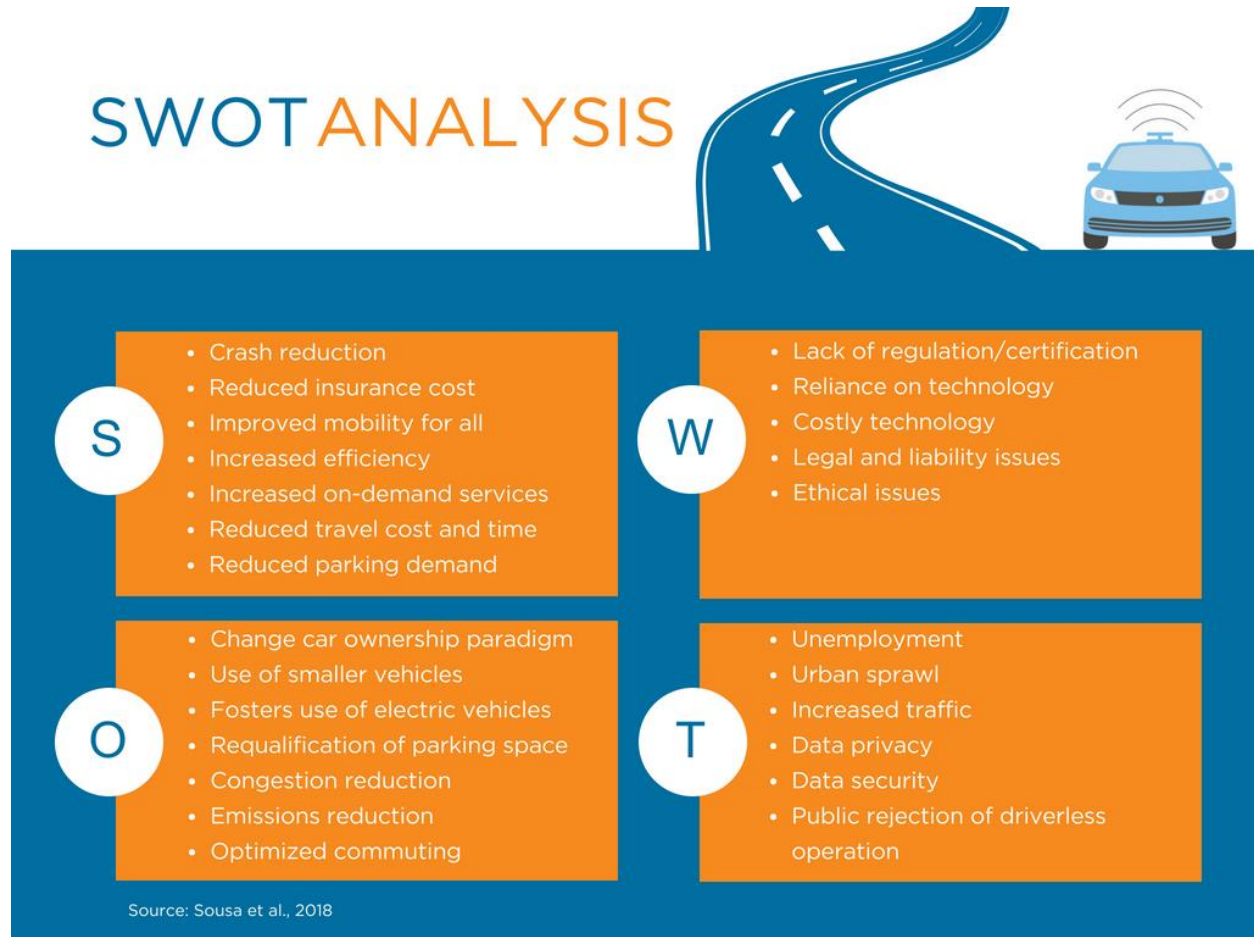 SWOT ANALYSIS
S
• Crash reduction
• Reduced insurance cost
• Improved mobility for all
• Increased efficiency
• Increased on-demand services
• Reduced travel cost and time
• Reduced parking demand
W
• Lack of regulation/certification
• Reliance on technology
• Costly technology
• Legal and liability issues
• Ethical issues
O
• Change car ownership paradigm
• Use of smaller vehicles
• Fosters use of electric vehicles
• Requalification of parking space
• Congestion reduction
• Emissions reduction
• Optimized commuting
T
• Unemployment
• Urban sprawl
• Increased traffic
• Data privacy
• Data security
• Public rejection of driverless
operation
Source: Sousa et al., 2018